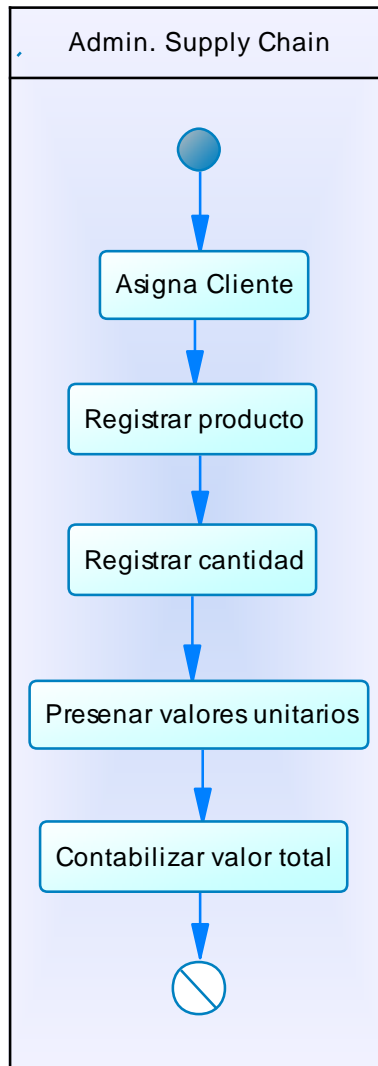 Admin. Supply Chain
Asigna Cliente
Registrar producto
Registrar cantidad
Presenar valores unitarios
Contabilizar valor total